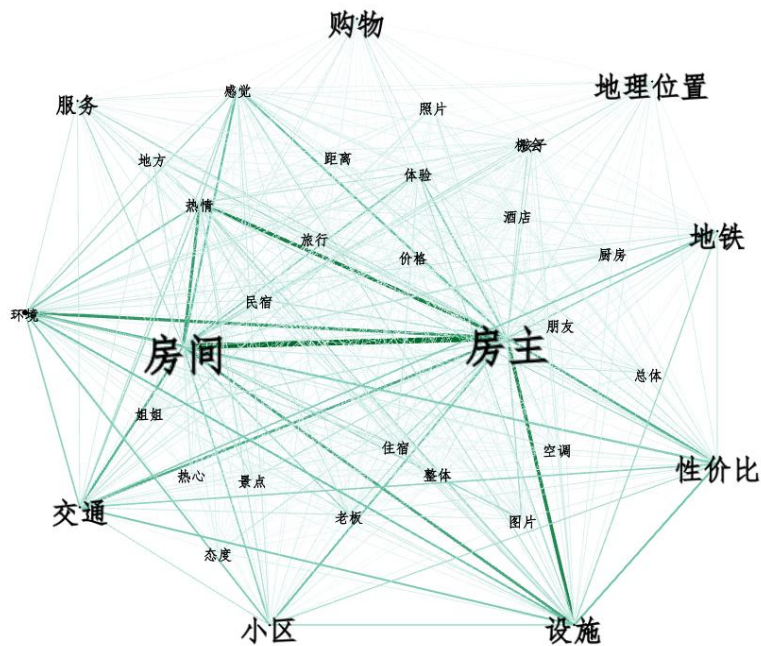 购物
地理位置
感觉
服务
照片
地方
距离
体验
热情
酒店
旅行
地铁
价格
厨房
民宿
环境
朋友
房间
房主
总体
姐姐
住宿
空调
性价比
热心
景点
整体
交通
老板
图片
态度
小区
设施